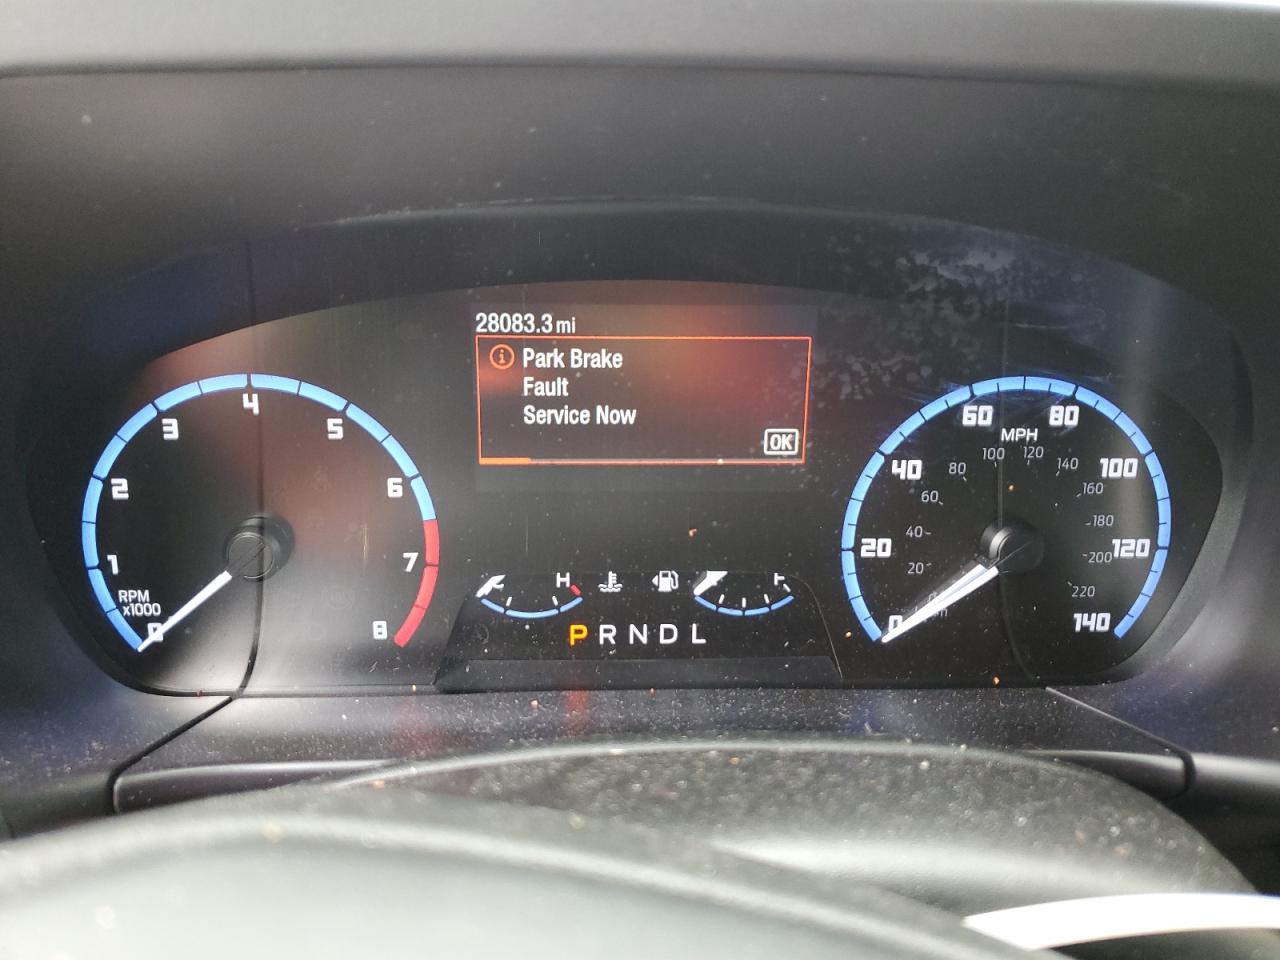 28083.3 mi
Park Brake
Fault
Service Now
OK
0 1 2 3 4 5 6 7 8
RPM
x1000
H
F
P R N D L
0 20 40 60 80 100 120 140
MPH
20 40 60 80 100 120 140 160 180 200 220